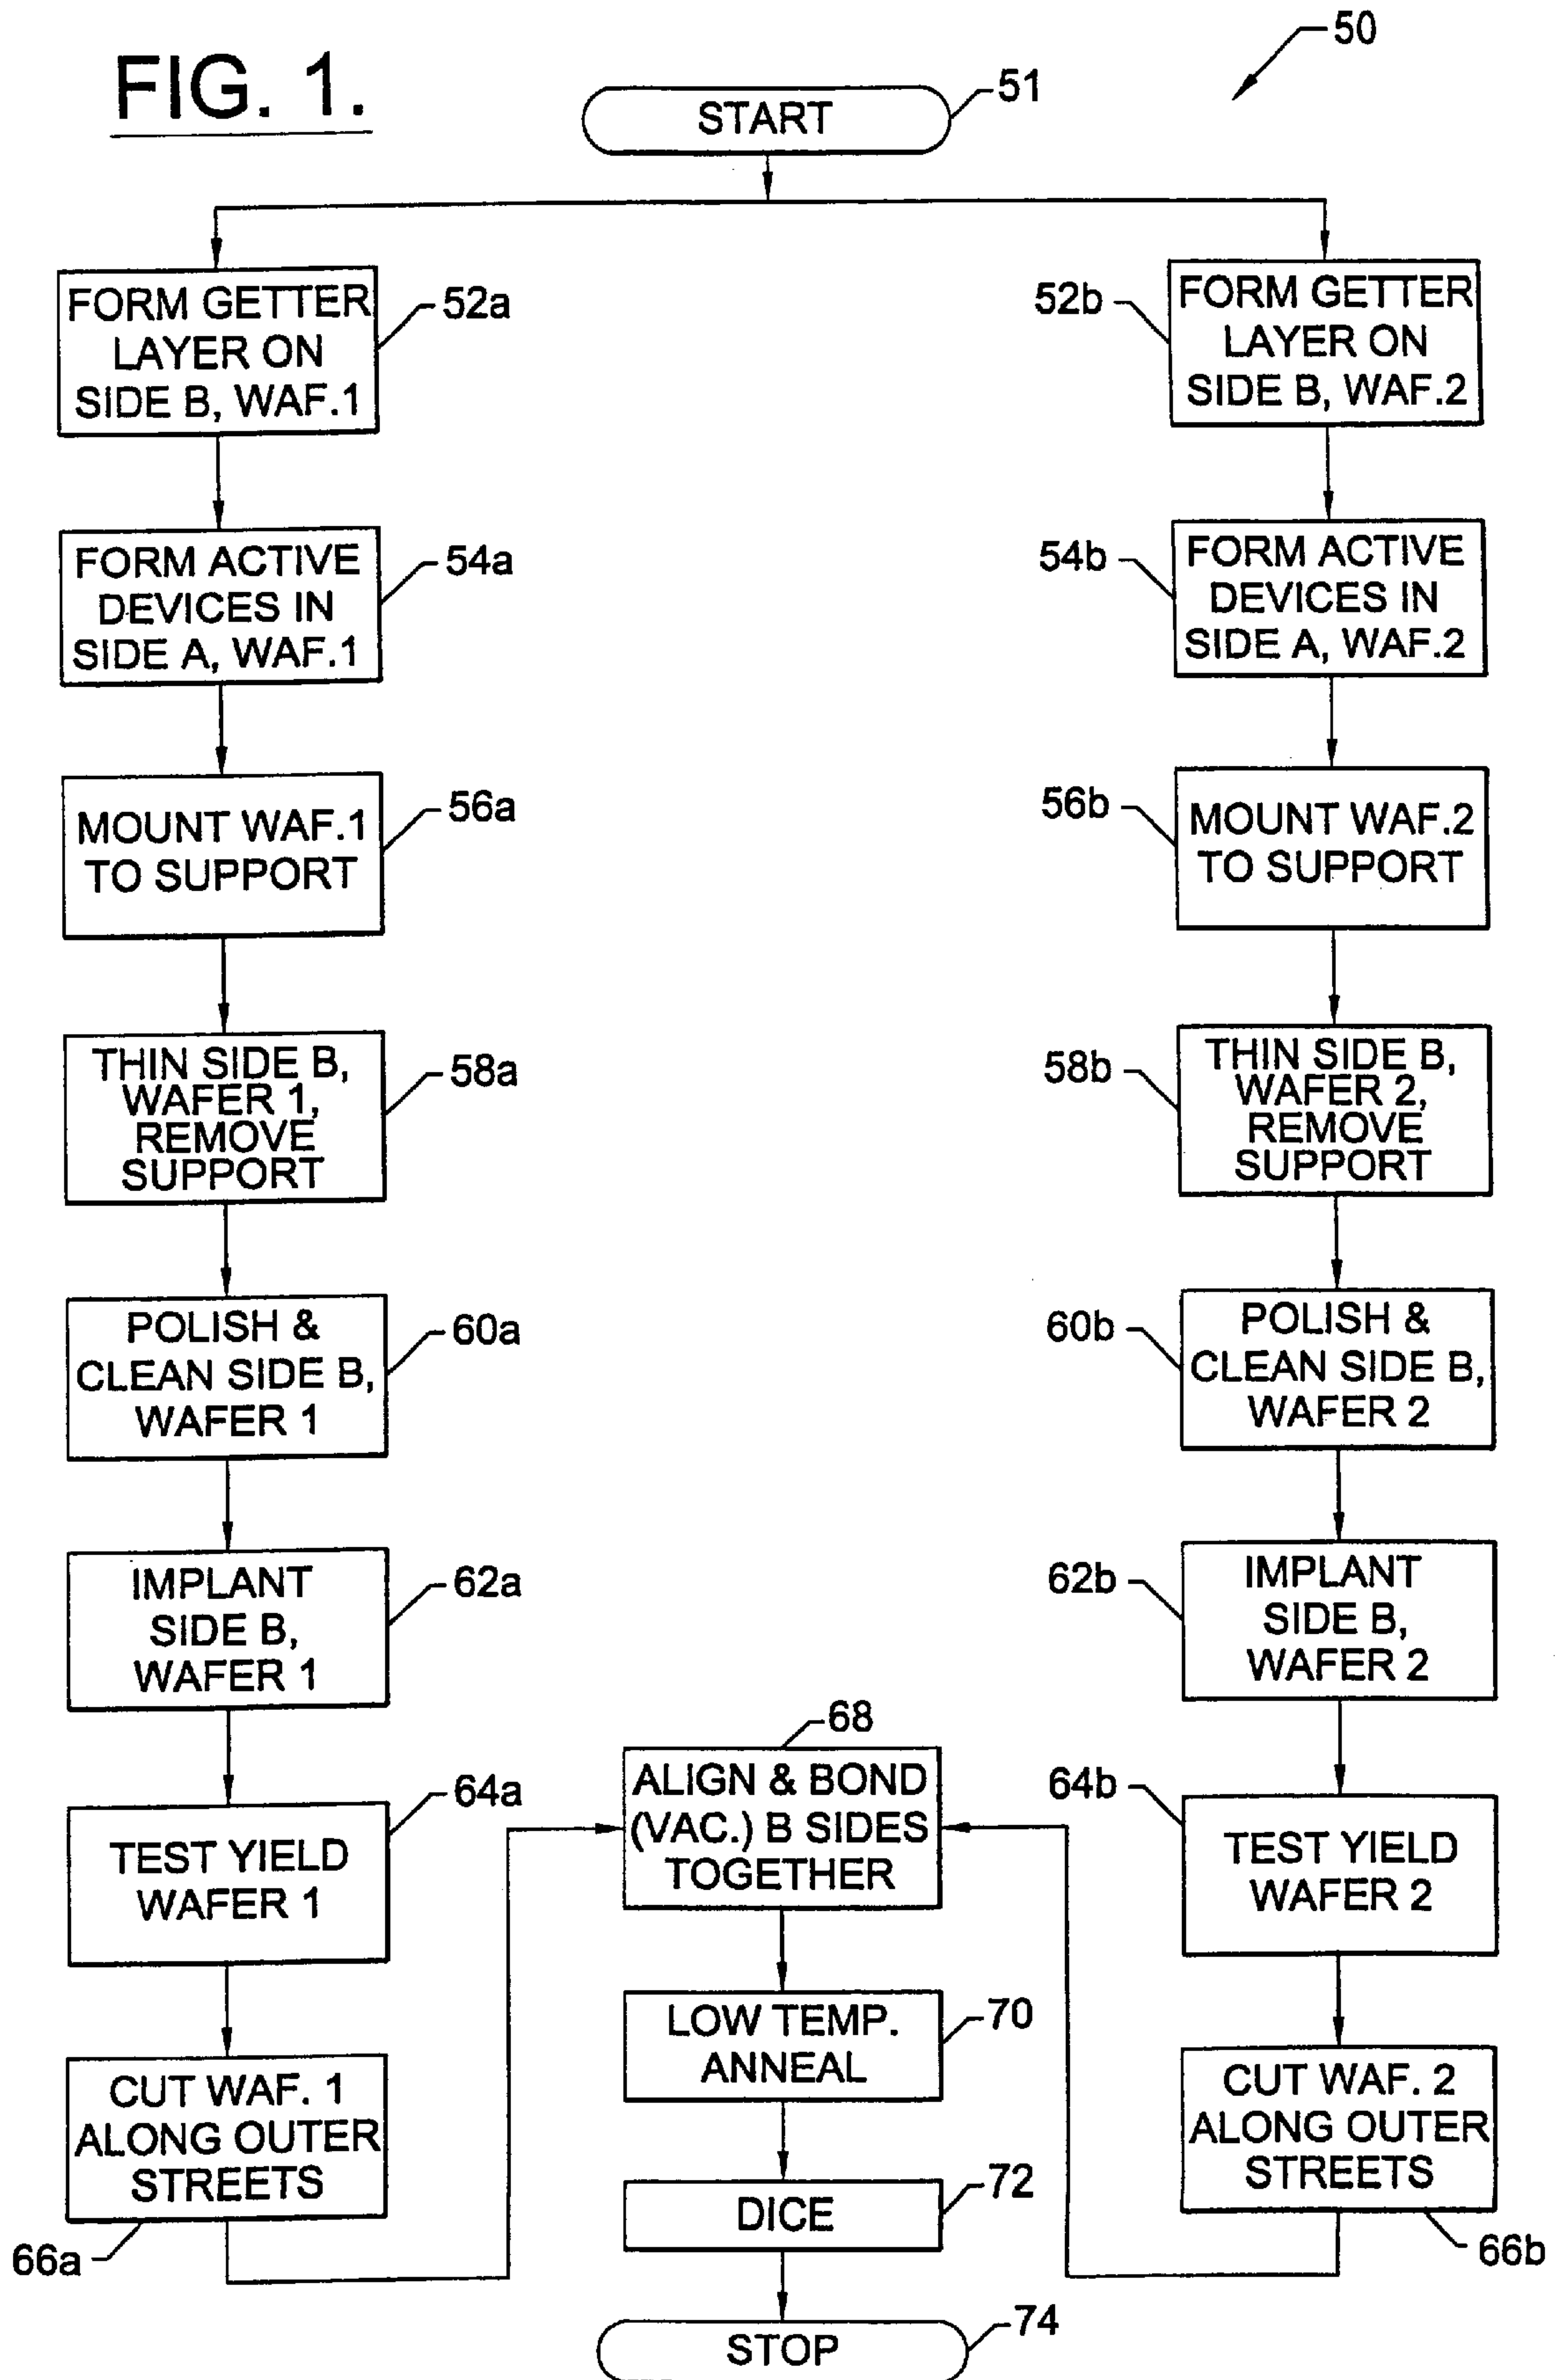 FIG. 1.
50
START
51
FORM GETTER
LAYER ON
SIDE B, WAF.1
52a
52b
FORM GETTER
LAYER ON
SIDE B, WAF.2
FORM ACTIVE
DEVICES IN
SIDE A, WAF.1
54a
54b
FORM ACTIVE
DEVICES IN
SIDE A, WAF.2
MOUNT WAF.1
TO SUPPORT
56a
56b
MOUNT WAF.2
TO SUPPORT
THIN SIDE B,
WAFER 1,
REMOVE
SUPPORT
58a
58b
THIN SIDE B,
WAFER 2,
REMOVE
SUPPORT
POLISH &
CLEAN SIDE B,
WAFER 1
60a
60b
POLISH &
CLEAN SIDE B,
WAFER 2
IMPLANT
SIDE B,
WAFER 1
62a
62b
IMPLANT
SIDE B,
WAFER 2
TEST YIELD
WAFER 1
64a
68
ALIGN & BOND
(VAC.) B SIDES
TOGETHER
64b
TEST YIELD
WAFER 2
CUT WAF. 1
ALONG OUTER
STREETS
66a
LOW TEMP.
ANNEAL
70
CUT WAF. 2
ALONG OUTER
STREETS
66b
DICE
72
STOP
74